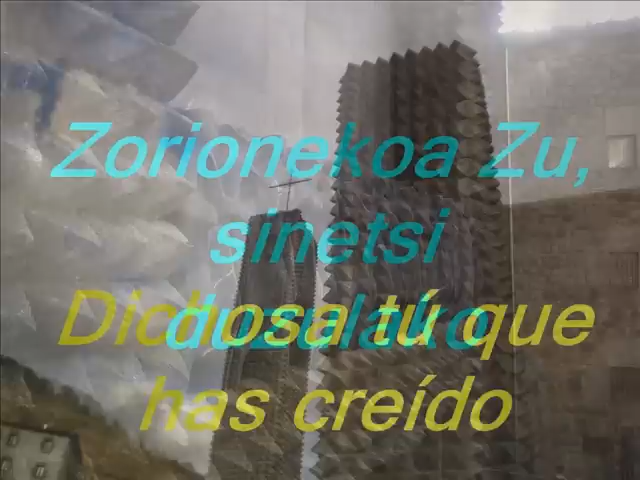 Zorionekoa Zu,
sinetsi
duzulako
Dichosa tú que
has creído